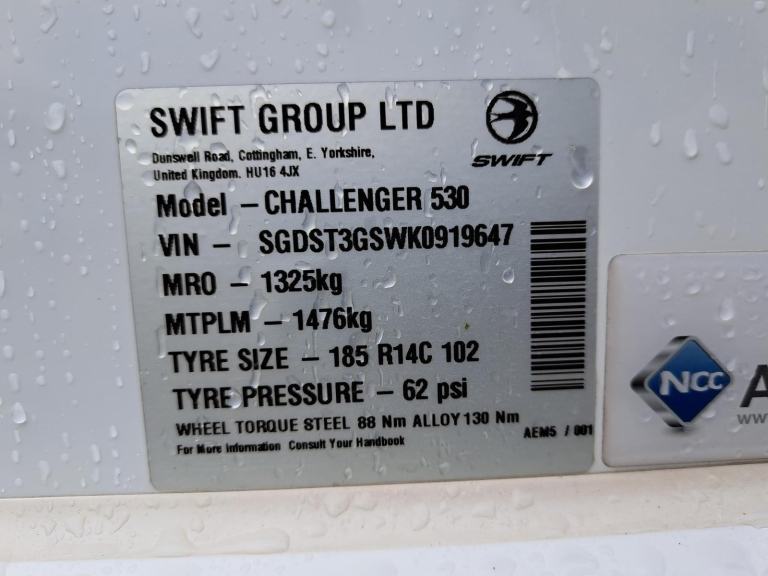 SWIFT GROUP LTD
SWIFT
Dunswell Road, Cottingham, E. Yorkshire,
United Kingdom. HU16 4JX
Model – CHALLENGER 530
VIN – SGDST3GSWK0919647
MRO – 1325kg
MTPLM – 1476kg
TYRE SIZE – 185 R14C 102
TYRE PRESSURE – 62 psi
WHEEL TORQUE STEEL 88 Nm ALLOY 130 Nm
For More Information Consult Your Handbook
AEM5 / 001
NCC